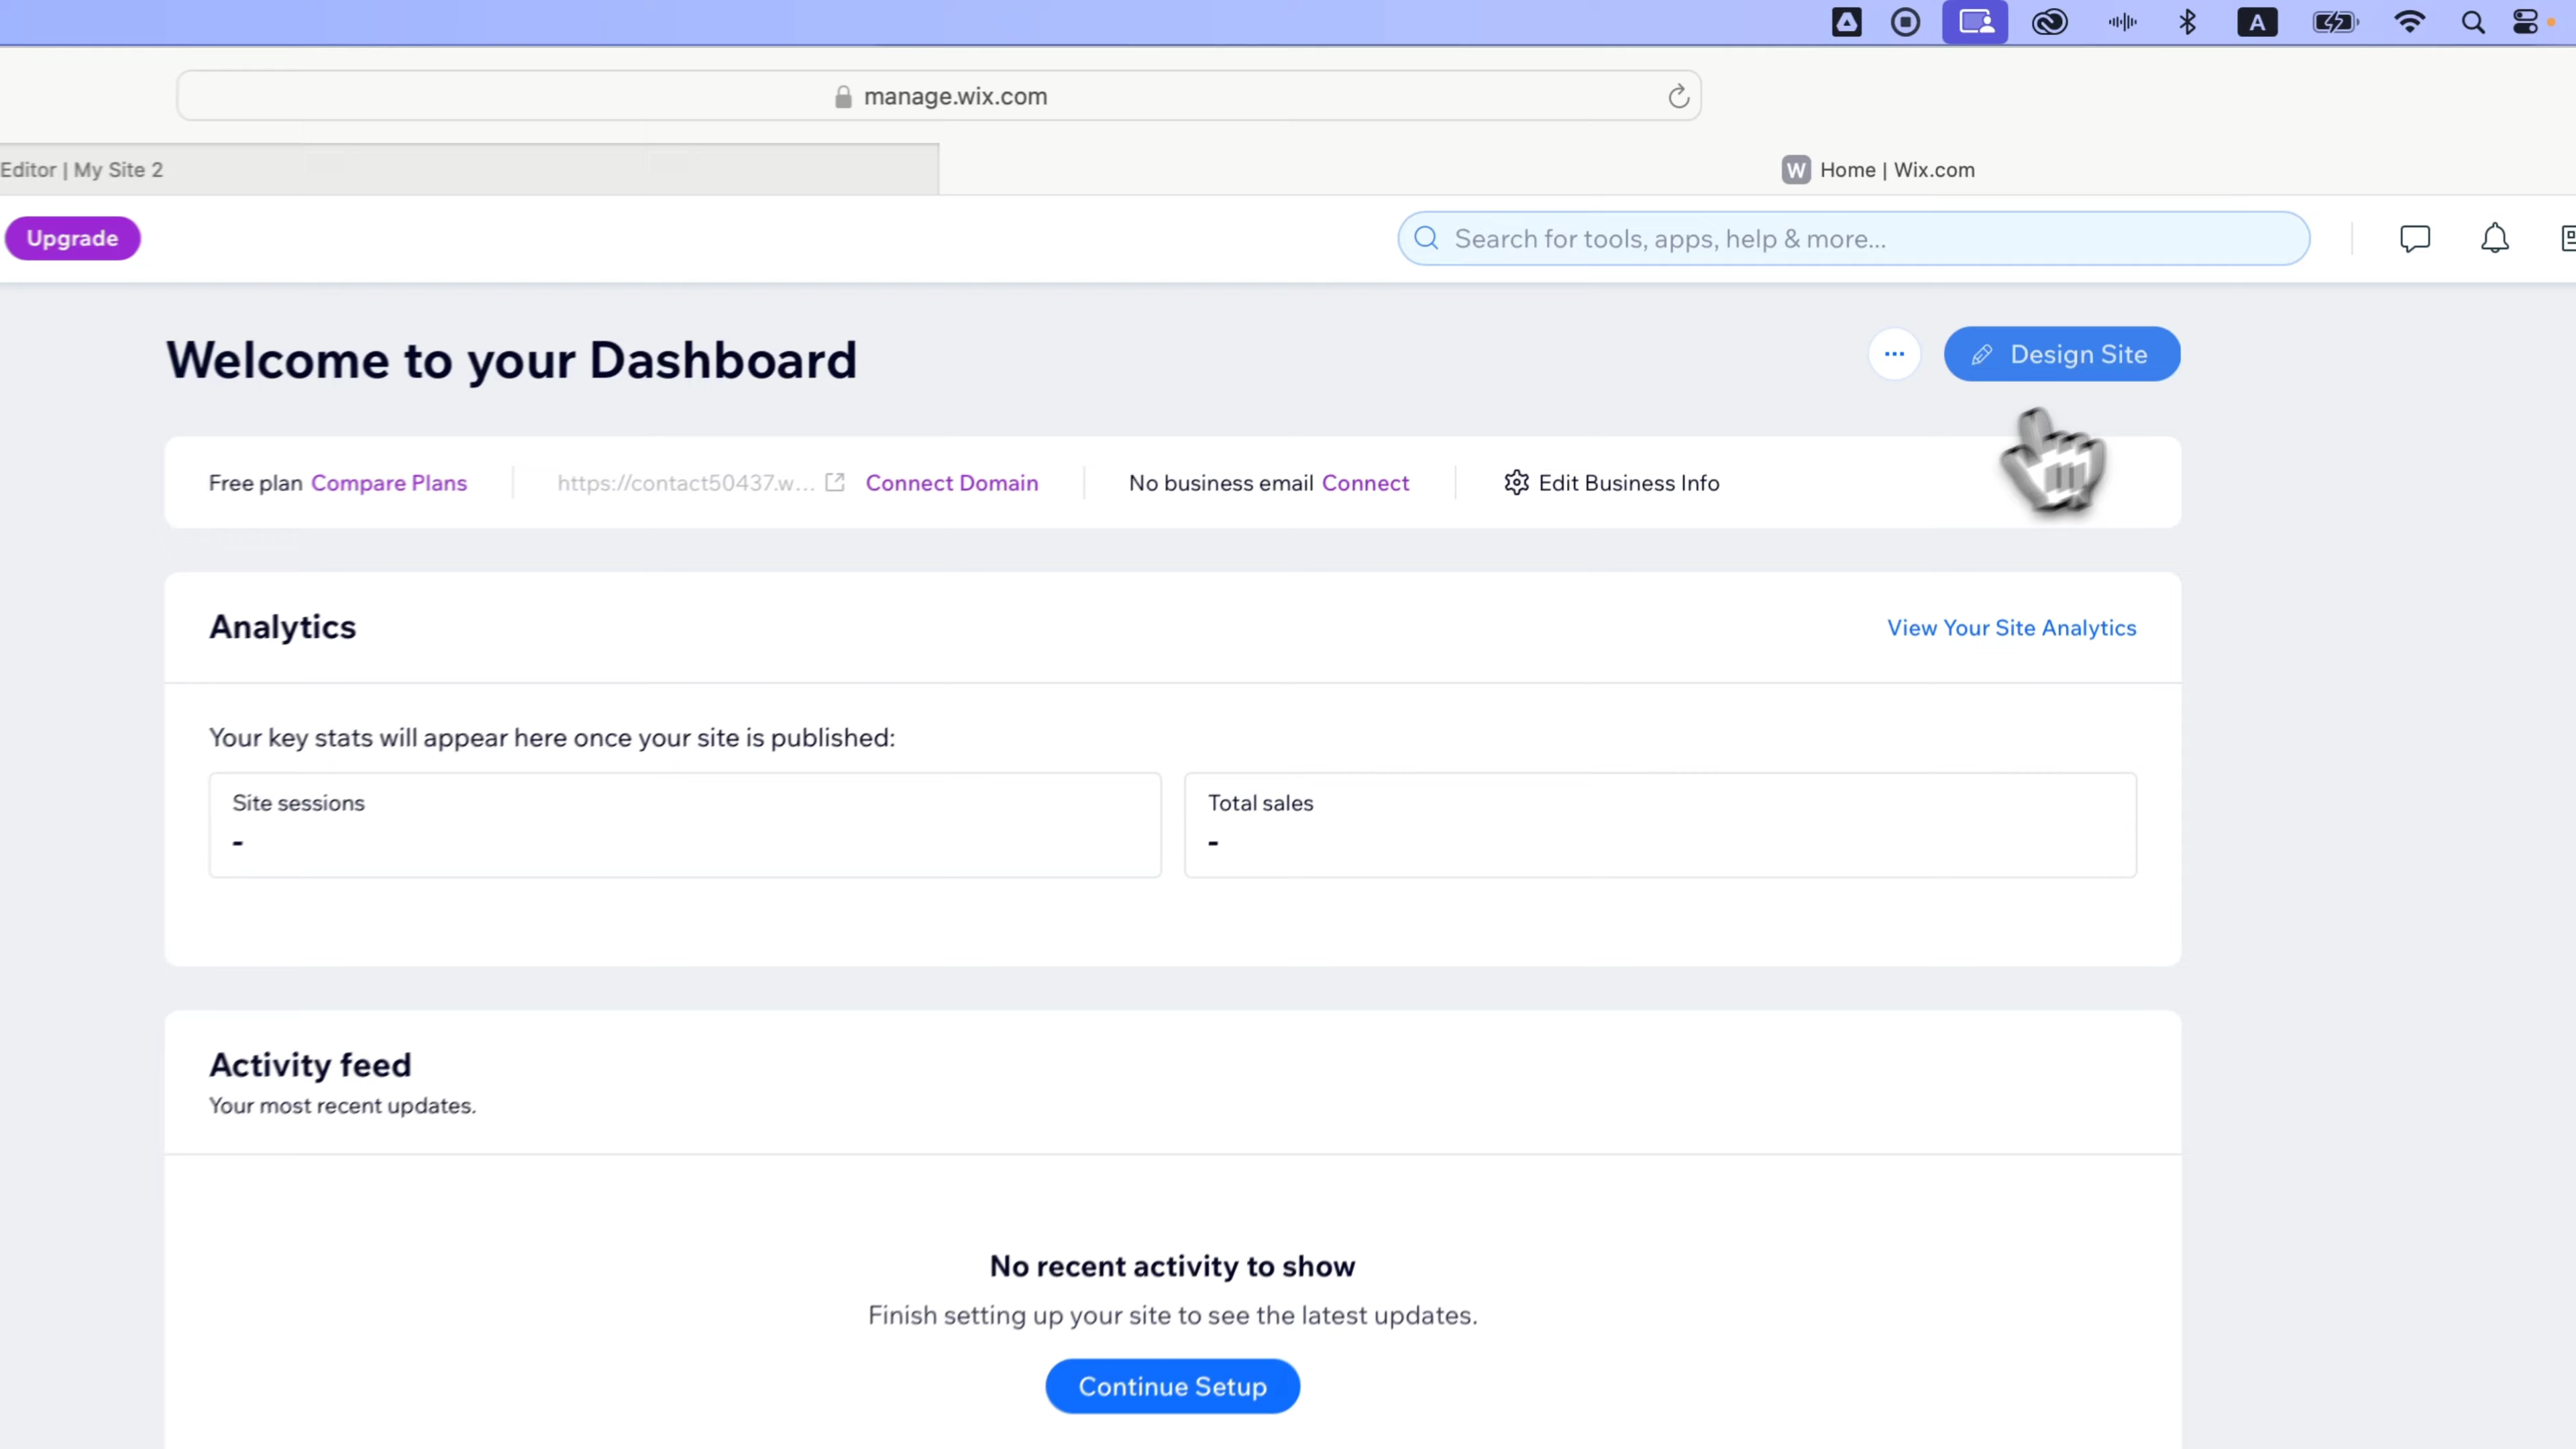 A
manage.wix.com
Editor | My Site 2
W Home | Wix.com
Upgrade
Search for tools, apps, help & more...
Welcome to your Dashboard
... Design Site
Free plan Compare Plans
https://contact50437.w... Connect Domain
No business email Connect
Edit Business Info
Analytics
View Your Site Analytics
Your key stats will appear here once your site is published:
Site sessions
-
Total sales
-
Activity feed
Your most recent updates.
No recent activity to show
Finish setting up your site to see the latest updates.
Continue Setup